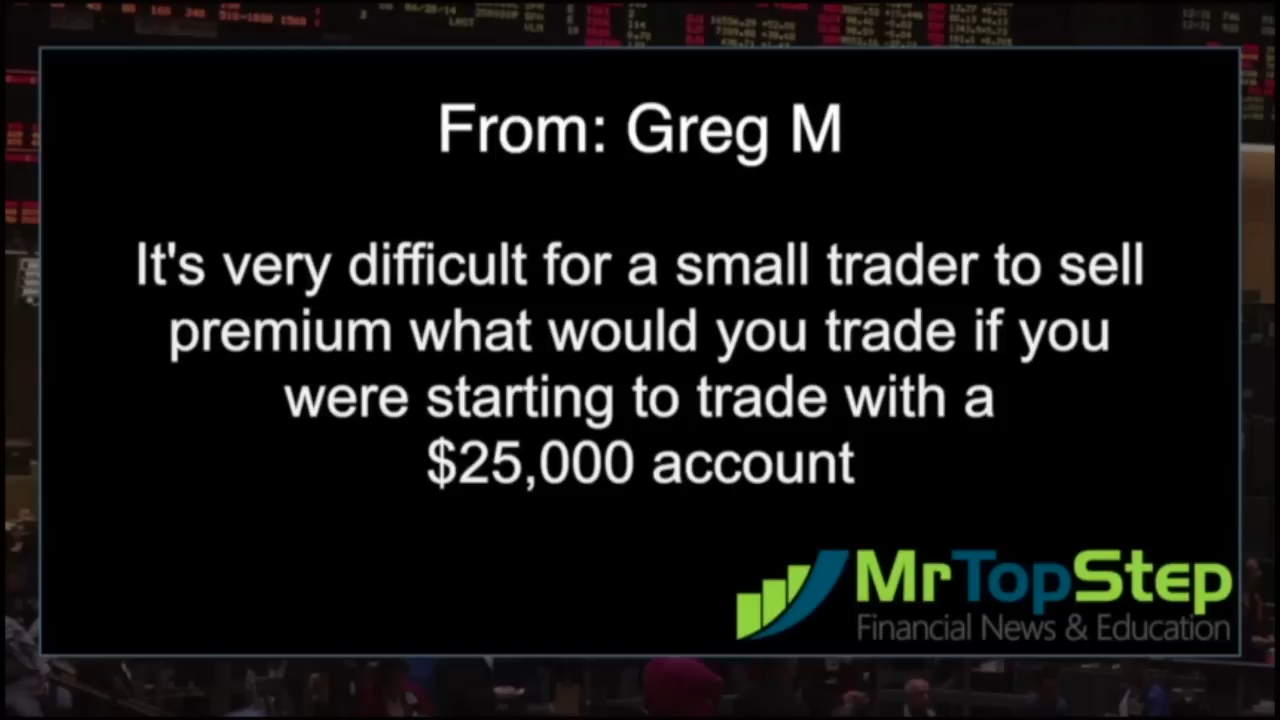 From: Greg M
It's very difficult for a small trader to sell
premium what would you trade if you
were starting to trade with a
$25,000 account
MrTopStep
Financial News & Education